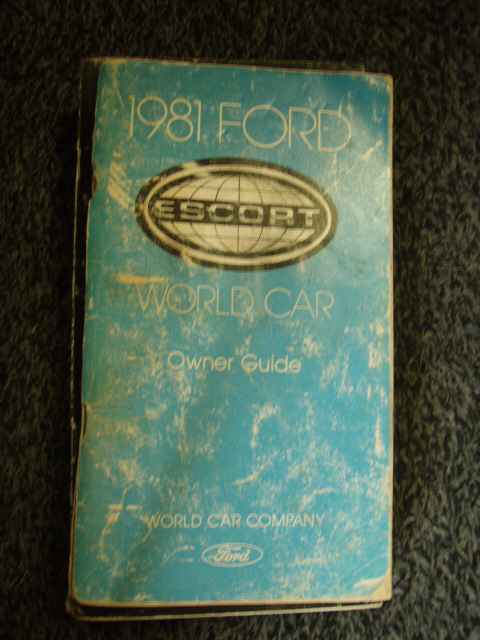 1981 FORD
ESCORT
WORLD CAR
Owner Guide
WORLD CAR COMPANY
Ford